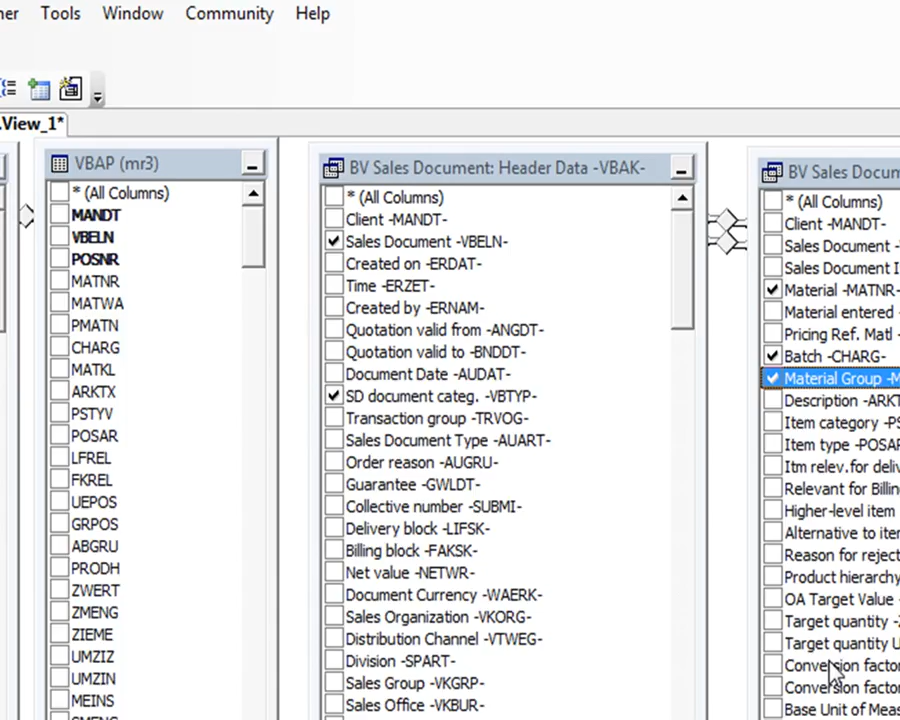 ner Tools Window Community Help
.View_1*
VBAP (mr3)
* (All Columns)
MANDT
VBELN
POSNR
MATNR
MATWA
PMATN
CHARG
MATKL
ARKTX
PSTYV
POSAR
LFREL
FKREL
UEPOS
GRPOS
ABGRU
PRODH
ZWERT
ZMENG
ZIEME
UMZIZ
UMZIN
MEINS
SMENG
BV Sales Document: Header Data -VBAK-
* (All Columns)
Client -MANDT-
Sales Document -VBELN-
Created on -ERDAT-
Time -ERZET-
Created by -ERNAM-
Quotation valid from -ANGDT-
Quotation valid to -BNDDT-
Document Date -AUDAT-
SD document categ. -VBTYP-
Transaction group -TRVOG-
Sales Document Type -AUART-
Order reason -AUGRU-
Guarantee -GWLDT-
Collective number -SUBMI-
Delivery block -LIFSK-
Billing block -FAKSK-
Net value -NETWR-
Document Currency -WAERK-
Sales Organization -VKORG-
Distribution Channel -VTWEG-
Division -SPART-
Sales Group -VKGRP-
Sales Office -VKBUR-
BV Sales Docum
* (All Columns)
Client -MANDT-
Sales Document -
Sales Document I
Material -MATNR-
Material entered -
Pricing Ref. Matl -
Batch -CHARG-
Material Group -M
Description -ARKT
Item category -PS
Item type -POSAR
Itm relev.for deliv
Relevant for Billin
Higher-level item
Alternative to iter
Reason for reject
Product hierarchy
OA Target Value -
Target quantity -Z
Target quantity U
Conversion factor
Conversion factor
Base Unit of Meas